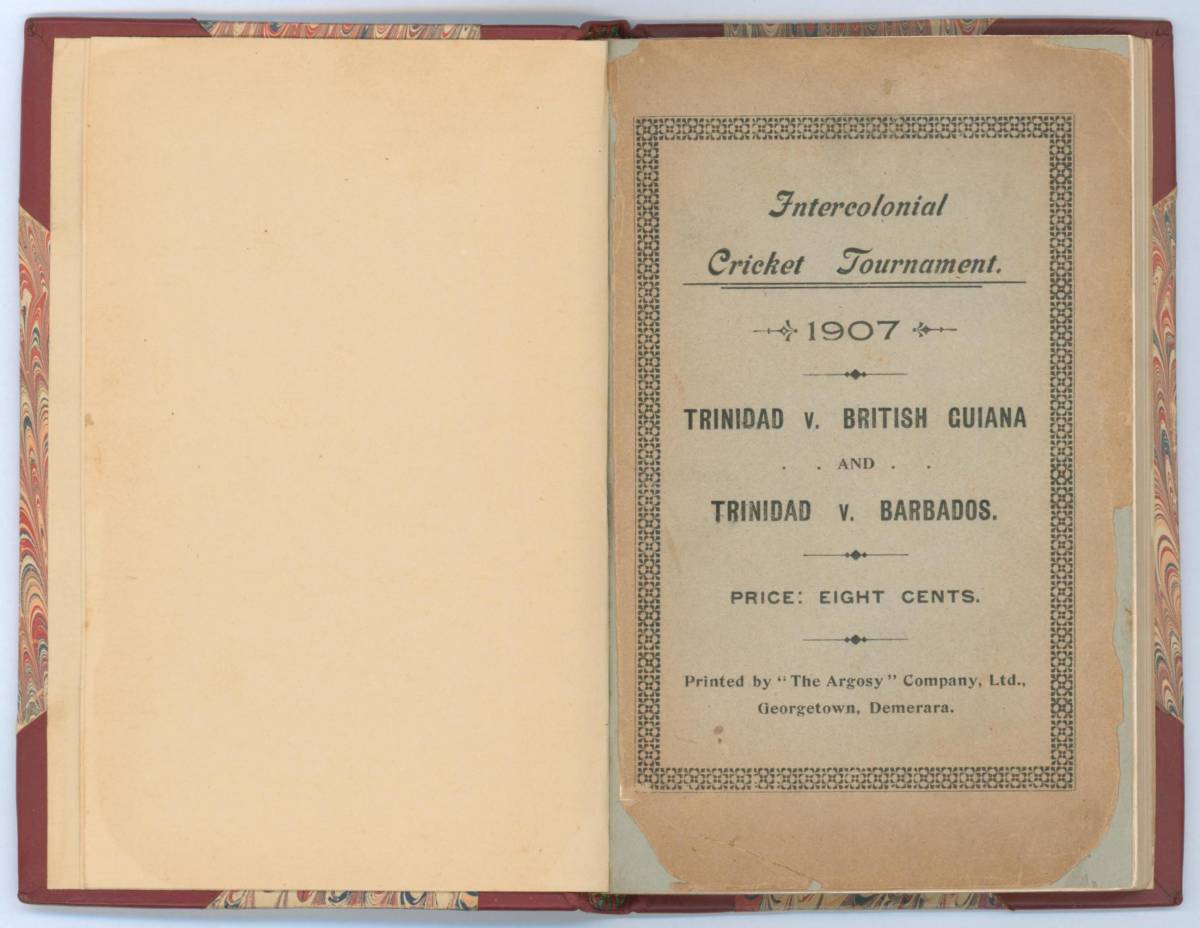 Intercolonial
Cricket Tournament.
1907
TRINIDAD v. BRITISH GUIANA
. . AND . .
TRINIDAD v. BARBADOS.
PRICE: EIGHT CENTS.
Printed by "The Argosy" Company, Ltd.,
Georgetown, Demerara.